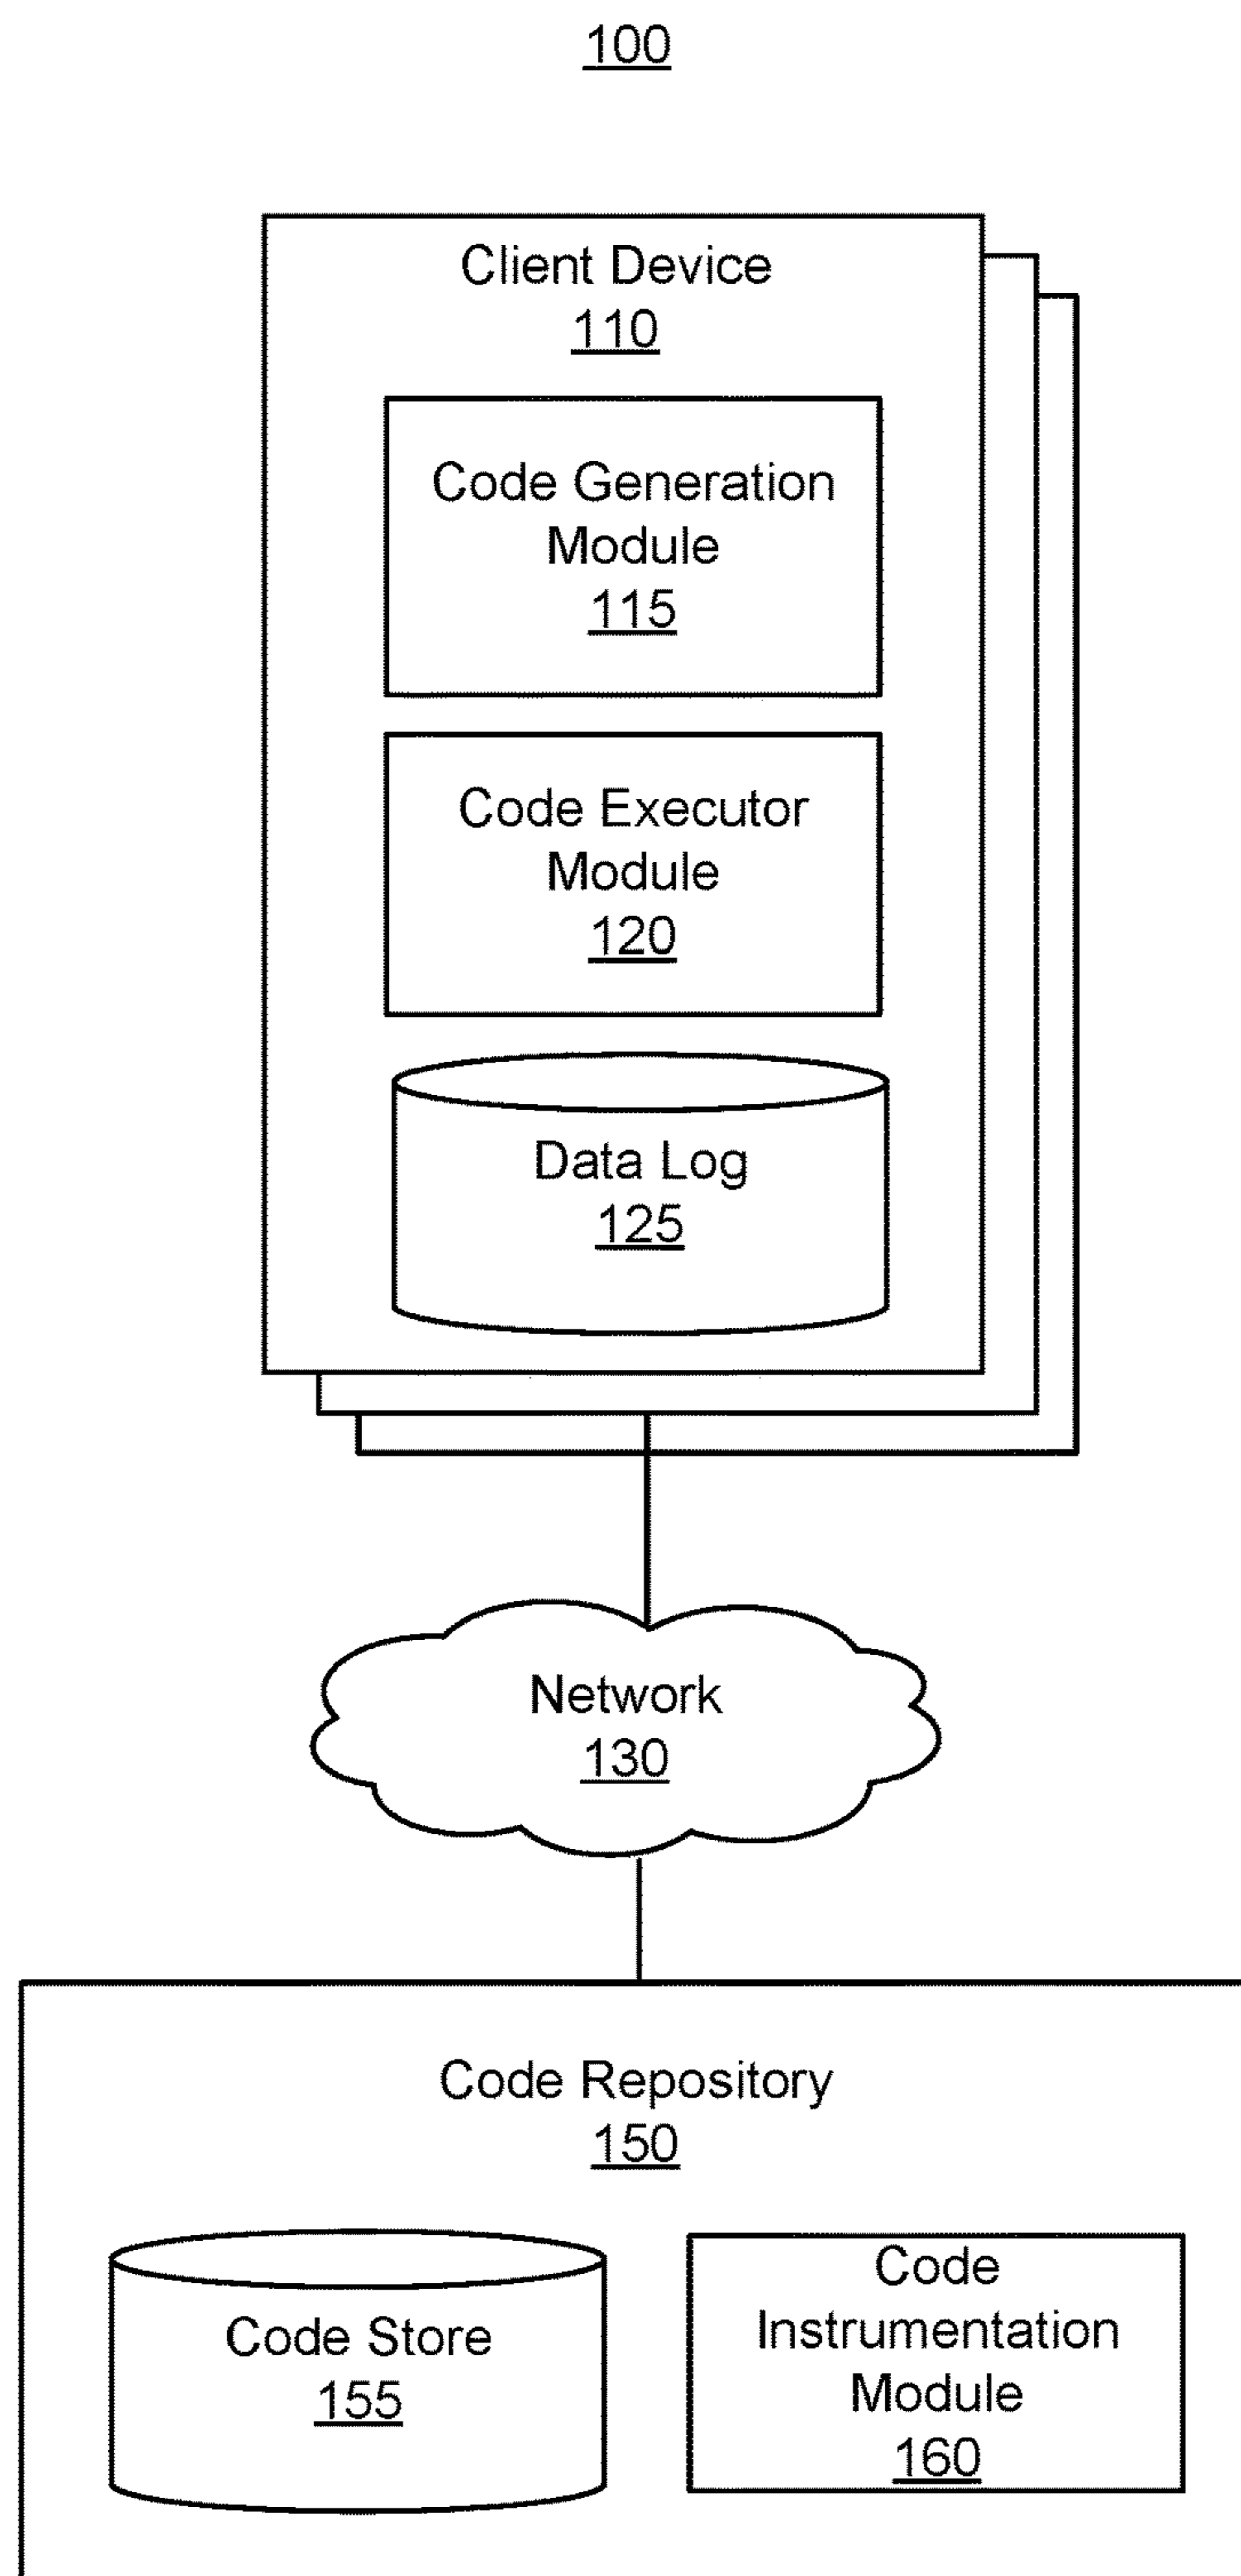 100
Client Device
110
Code Generation
Module
115
Code Executor
Module
120
Data Log
125
Network
130
Code Repository
150
Code Store
155
Code
Instrumentation
Module
160